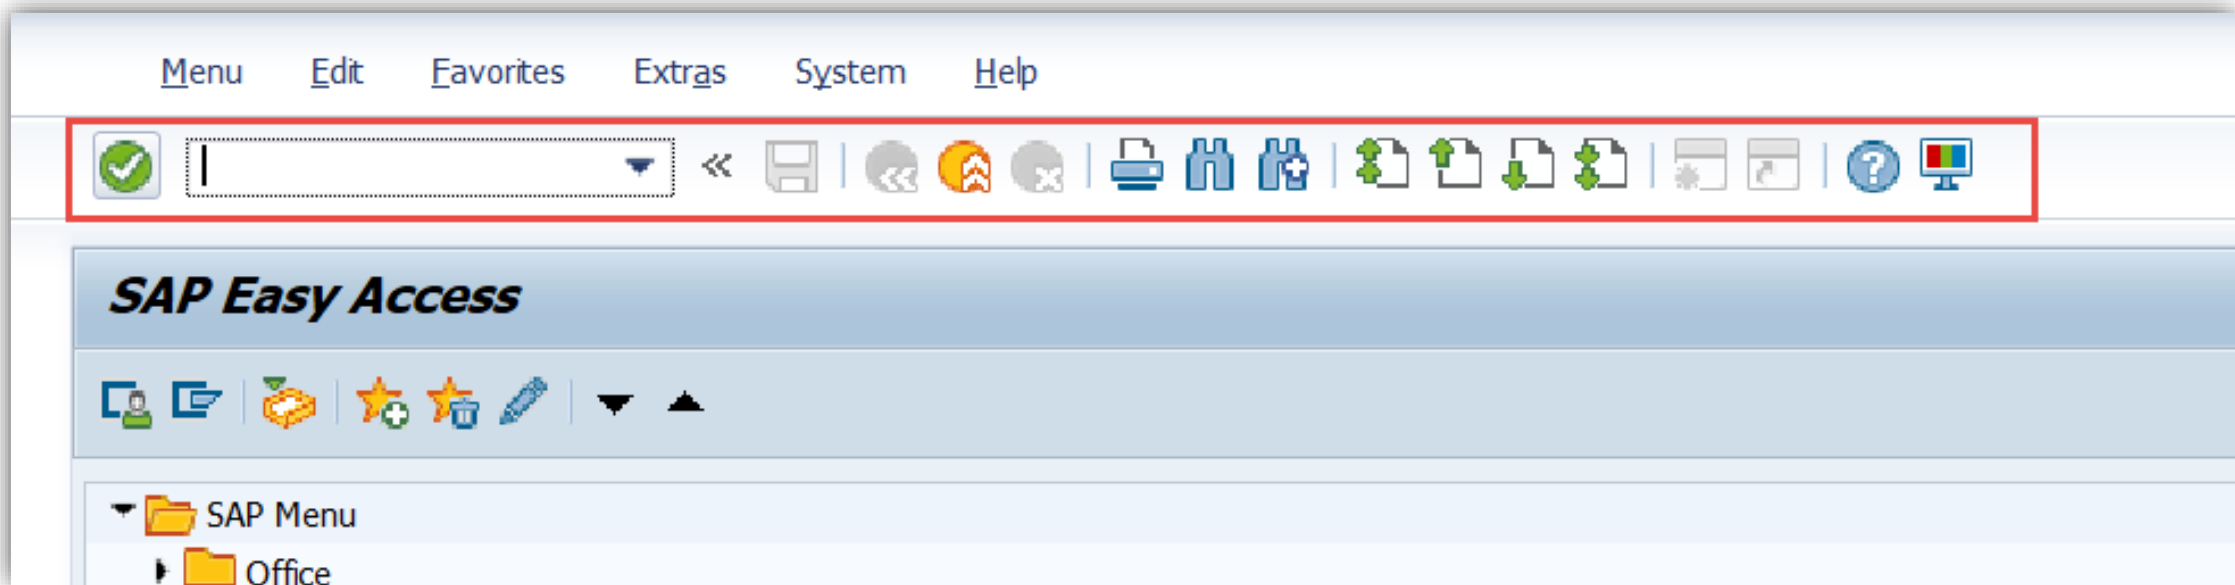 Menu Edit Favorites Extras System Help
SAP Easy Access
SAP Menu
Office